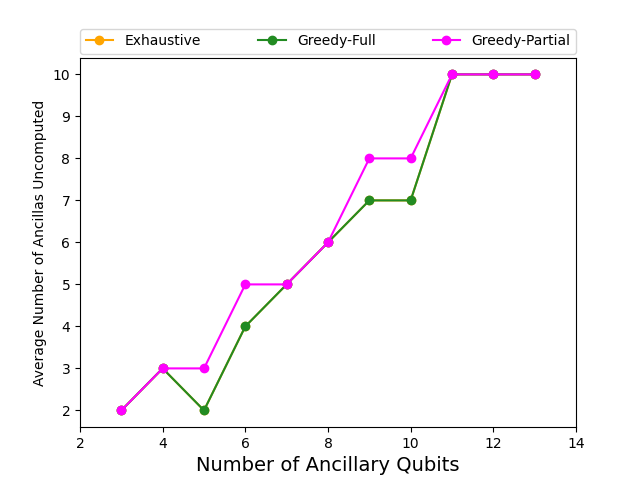 Exhaustive Greedy-Full Greedy-Partial
Average Number of Ancillas Uncomputed
10
9
8
7
6
5
4
3
2
2 4 6 8 10 12 14
Number of Ancillary Qubits